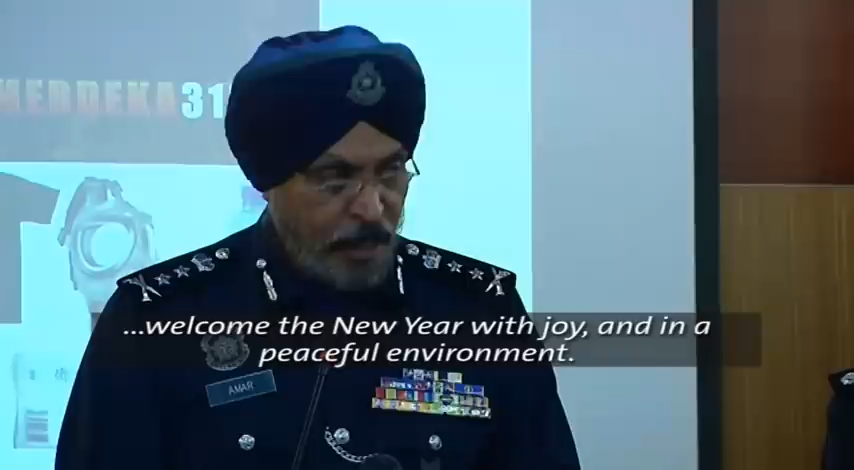 MERDEKA31
...welcome the New Year with joy, and in a
peaceful environment.
AMAR